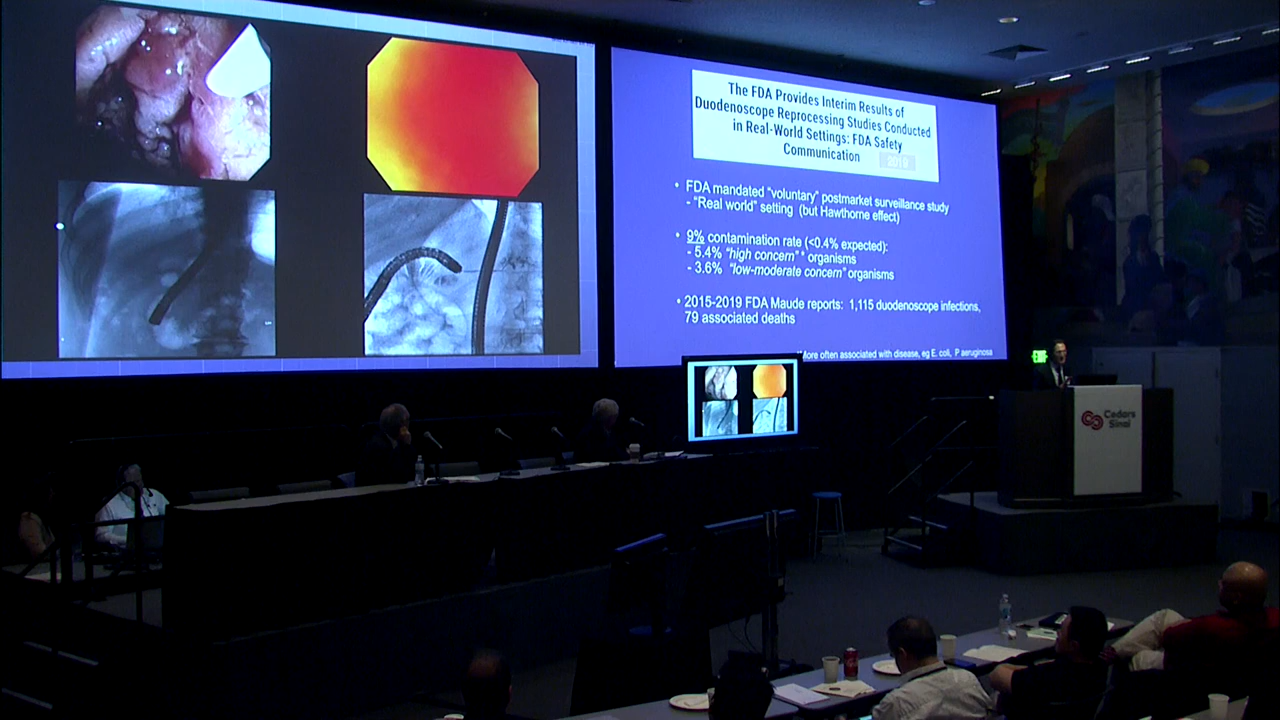 The FDA Provides Interim Results of
Duodenoscope Reprocessing Studies Conducted
in Real-World Settings: FDA Safety
Communication 2019
• FDA mandated "voluntary" postmarket surveillance study
- "Real world" setting (but Hawthorne effect)
• 9% contamination rate (<0.4% expected):
- 5.4% "high concern"* organisms
- 3.6% "low-moderate concern" organisms
• 2015-2019 FDA Maude reports: 1,115 duodenoscope infections,
79 associated deaths
*More often associated with disease, eg E. coli, P aeruginosa
Cedars
Sinai